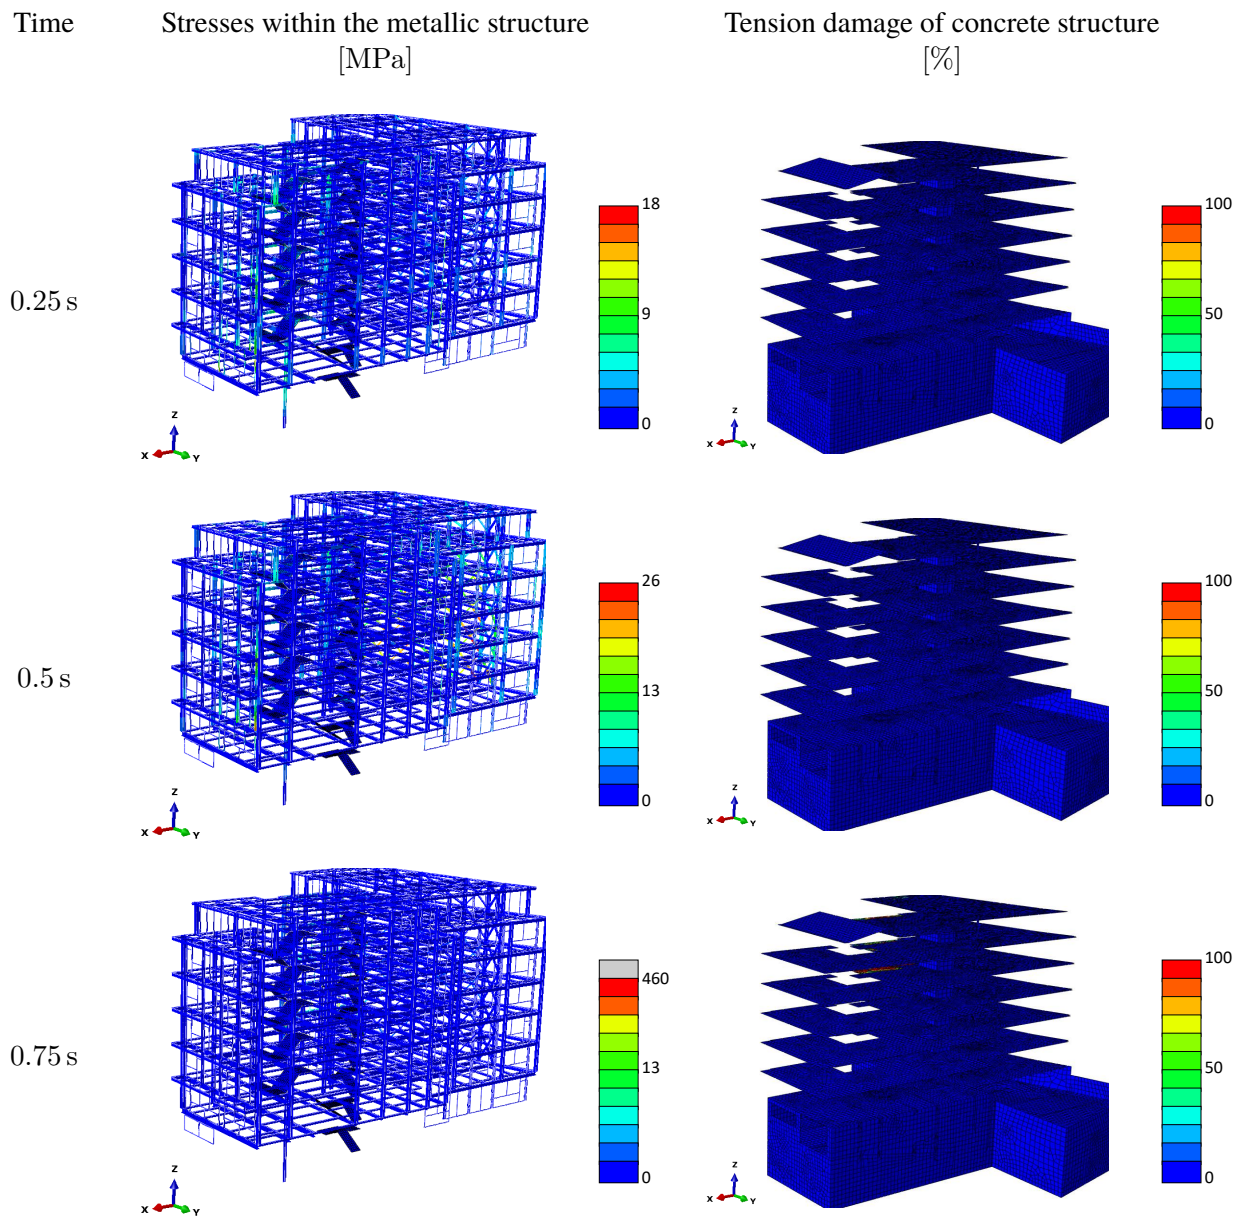 Time Stresses within the metallic structure Tension damage of concrete structure
[MPa] [%]
18 100
0.25 s 9 50
0 0
Z Z
X Y X Y
26 100
0.5 s 13 50
0 0
Z Z
X Y X Y
460 100
0.75 s 13 50
0 0
Z Z
X Y X Y